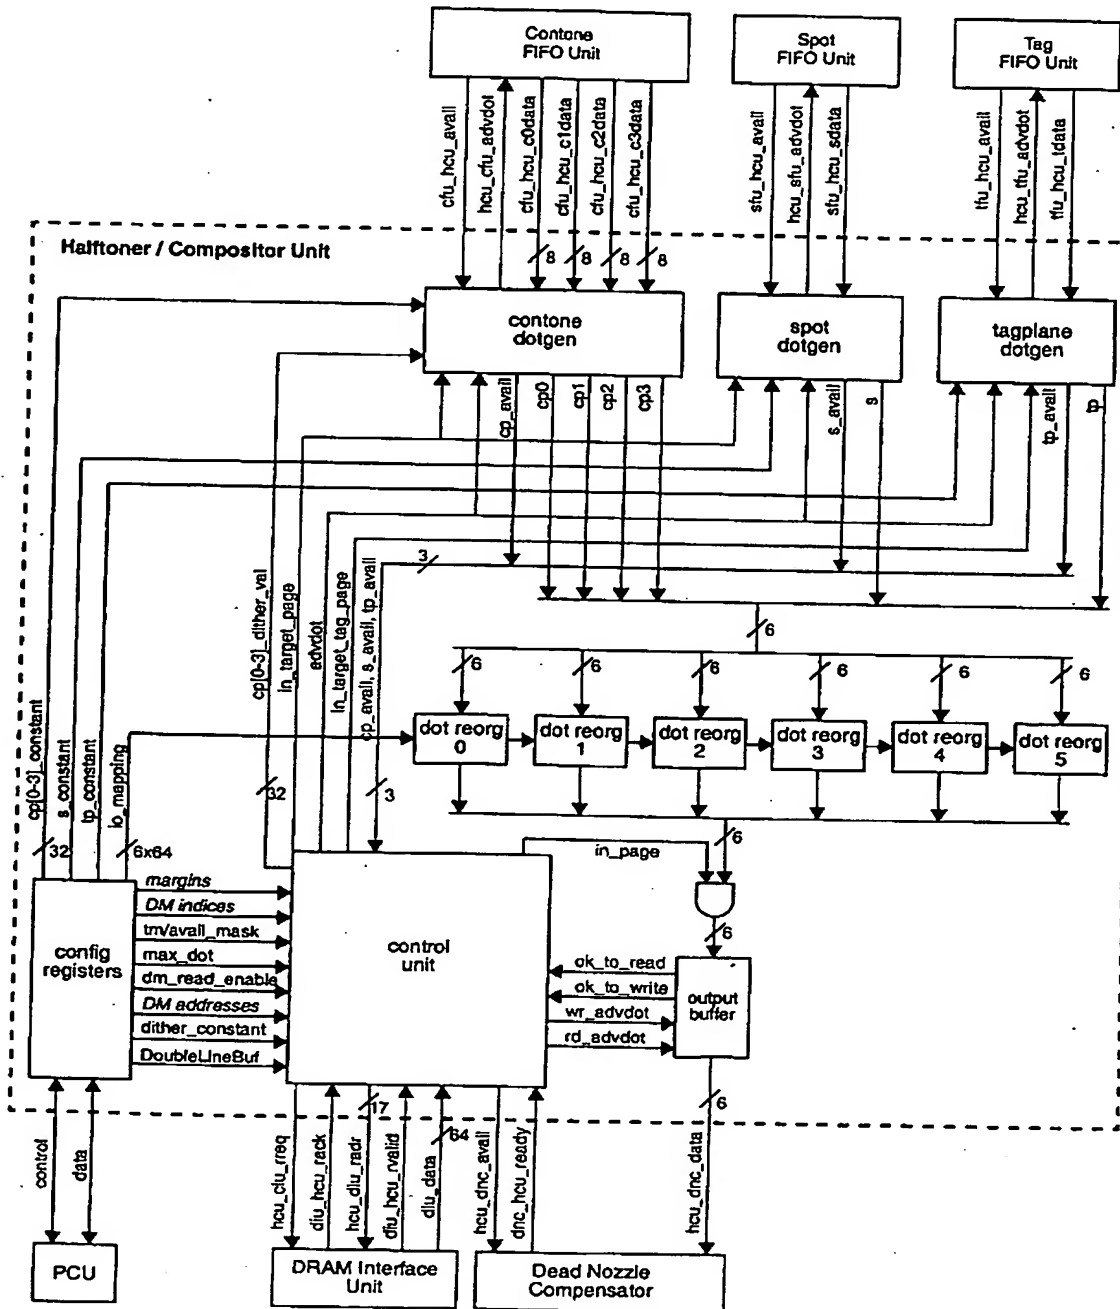 Contone
FIFO Unit
Spot
FIFO Unit
Tag
FIFO Unit
cfu_hcu_avail
hcu_cfu_advdot
cfu_hcu_c0data
cfu_hcu_c1data
cfu_hcu_c2data
cfu_hcu_c3data
sfu_hcu_avail
hcu_sfu_advdot
sfu_hcu_sdata
tfu_hcu_avail
hcu_tfu_advdot
tfu_hcu_tdata
Halftoner / Compositor Unit
8
8
8
8
contone
dotgen
spot
dotgen
tagplane
dotgen
cp_avail
cp0
cp1
cp2
cp3
s_avail
s
tp_avail
tp
3
cp[0-3]_dither_val
in_target_page
advdot
in_target_tag_page
cp_avail, s_avail, tp_avail
6
6
6
6
6
6
6
cp[0-3]_constant
s_constant
tp_constant
io_mapping
dot reorg
0
dot reorg
1
dot reorg
2
dot reorg
3
dot reorg
4
dot reorg
5
32
3
32
6x64
6
in_page
margins
DM indices
tm/avail_mask
max_dot
dm_read_enable
DM addresses
dither_constant
DoubleLineBuf
config
registers
control
unit
6
ok_to_read
ok_to_write
wr_advdot
rd_advdot
output
buffer
17
64
6
control
data
hcu_diu_rreq
diu_hcu_rack
hcu_diu_radr
diu_hcu_rvalid
diu_data
hcu_dnc_avail
dnc_hcu_ready
hcu_dnc_data
PCU
DRAM Interface
Unit
Dead Nozzle
Compensator